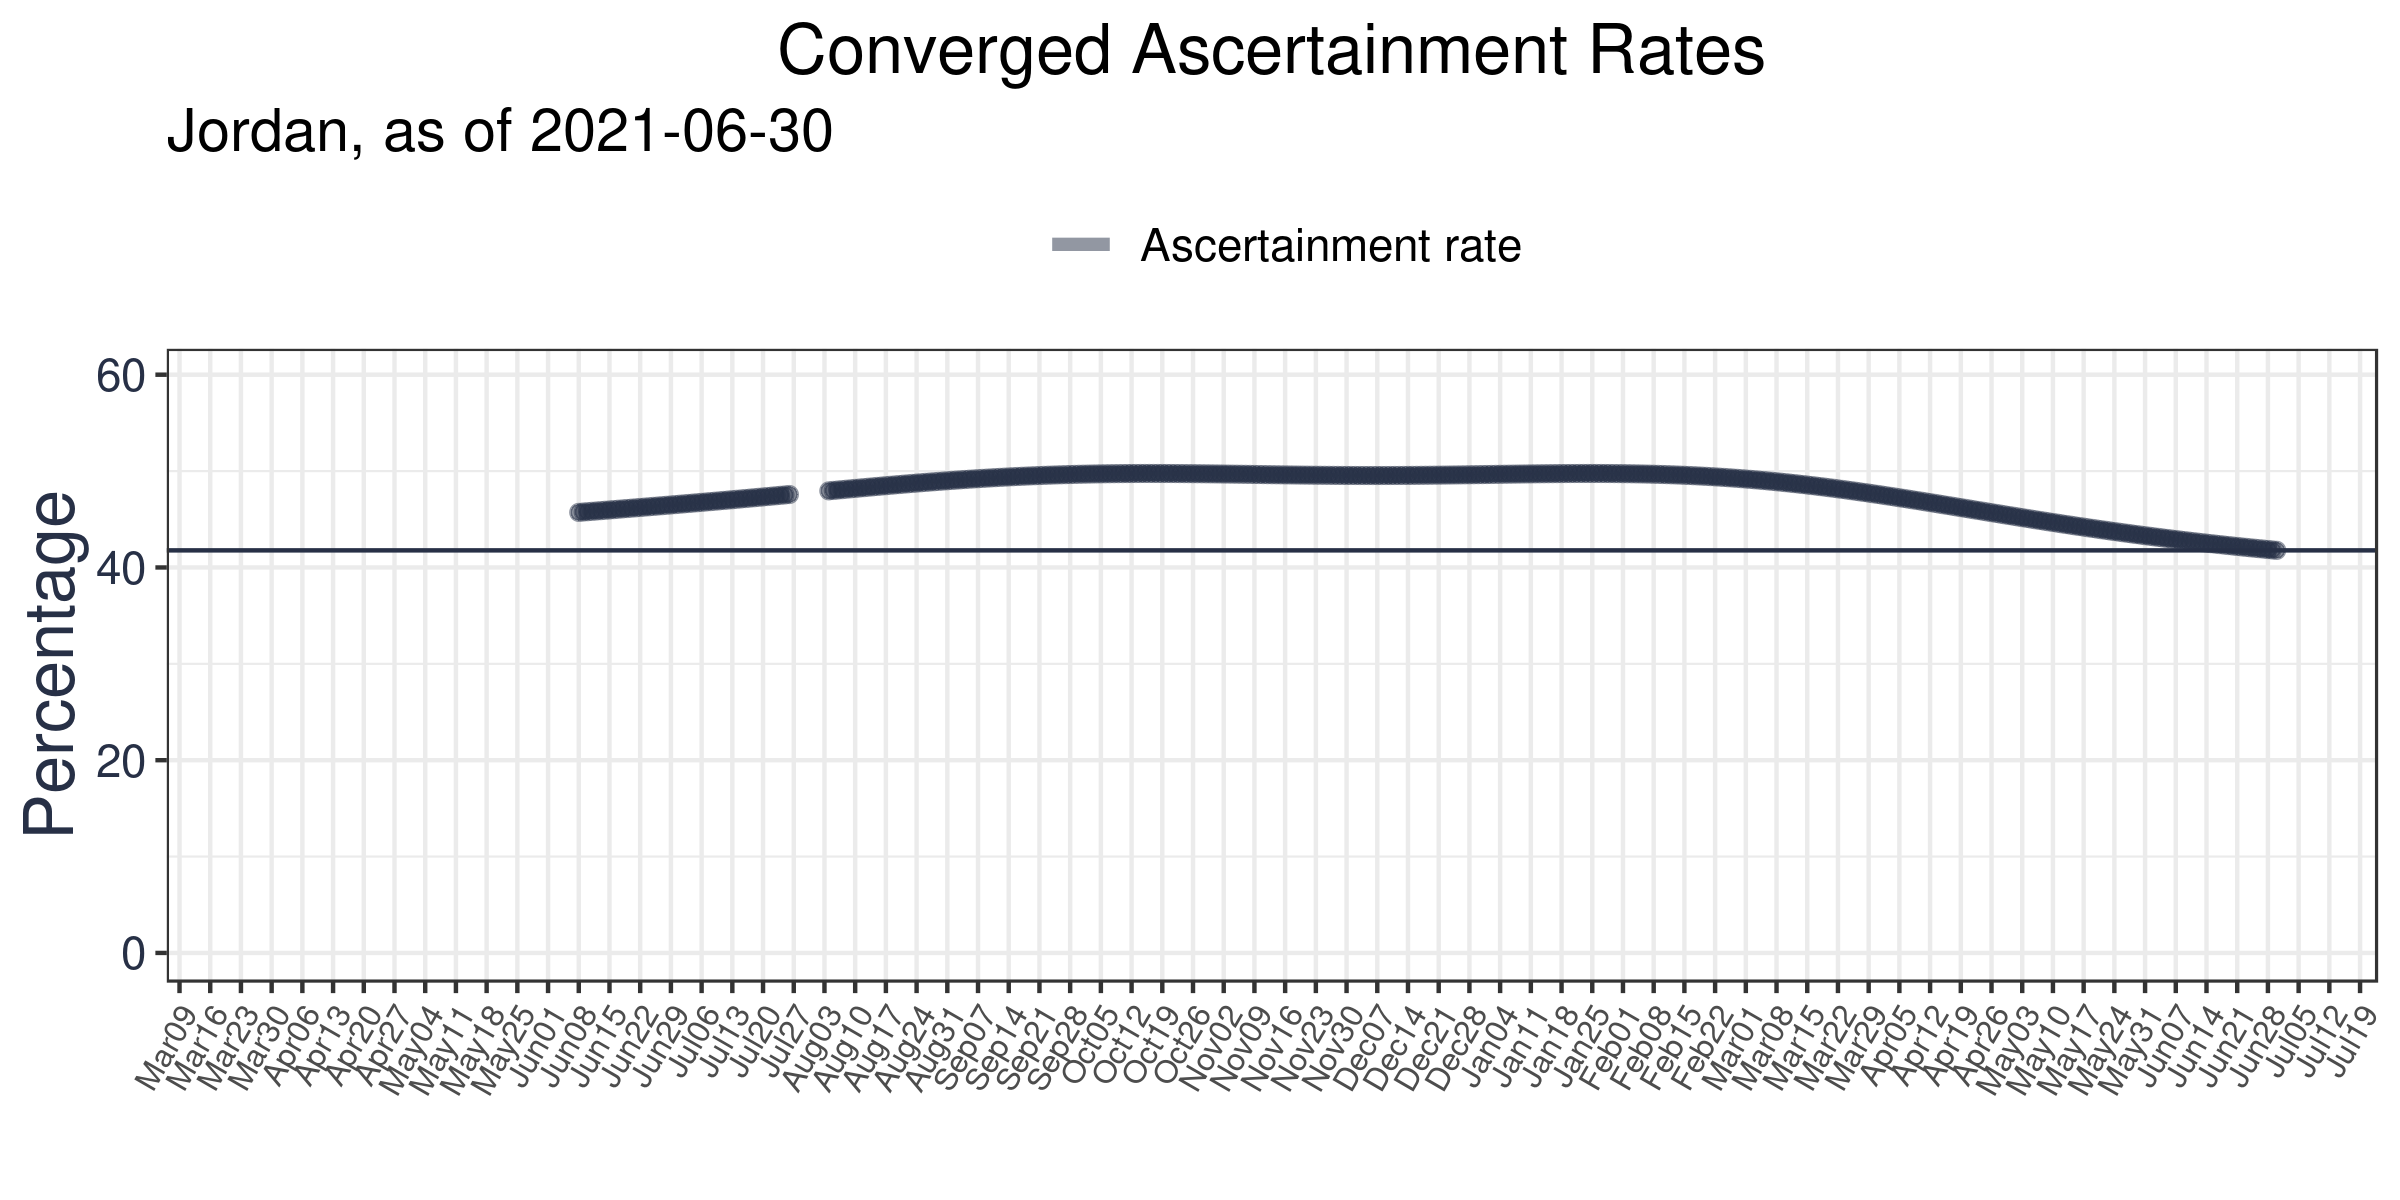 Converged Ascertainment Rates
Jordan, as of 2021-06-30
Ascertainment rate
Percentage
60
40
20
0
Mar09 Mar16 Mar23 Mar30 Apr06 Apr13 Apr20 Apr27 May04 May11 May18 May25 Jun01 Jun08 Jun15 Jun22 Jun29 Jul06 Jul13 Jul20 Jul27 Aug03 Aug10 Aug17 Aug24 Aug31 Sep07 Sep14 Sep21 Sep28 Oct05 Oct12 Oct19 Oct26 Nov02 Nov09 Nov16 Nov23 Nov30 Dec07 Dec14 Dec21 Dec28 Jan04 Jan11 Jan18 Jan25 Feb01 Feb08 Feb15 Feb22 Mar01 Mar08 Mar15 Mar22 Mar29 Apr05 Apr12 Apr19 Apr26 May03 May10 May17 May24 May31 Jun07 Jun14 Jun21 Jun28 Jul05 Jul12 Jul19